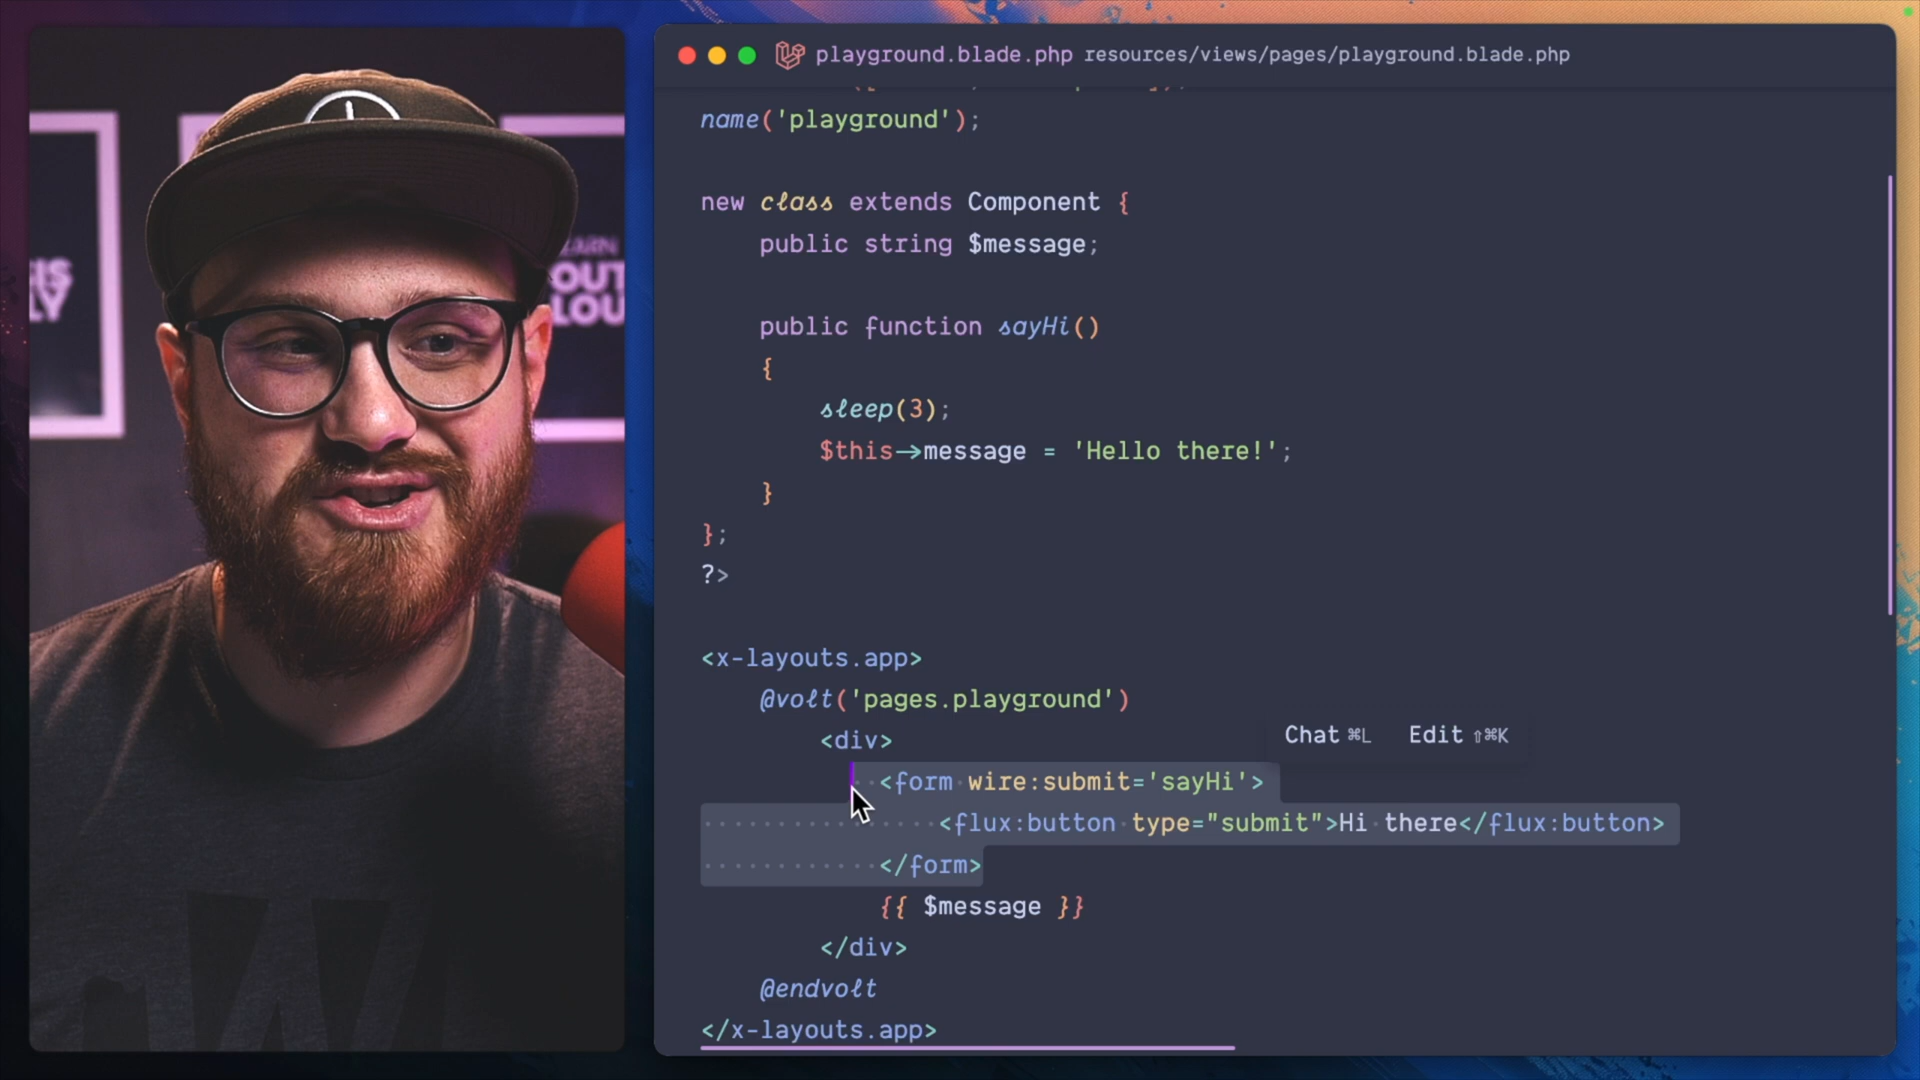 playground.blade.php resources/views/pages/playground.blade.php
name('playground');
new class extends Component {
public string $message;
public function sayHi()
{
sleep(3);
$this->message = 'Hello there!';
}
};
?>
<x-layouts.app>
@volt('pages.playground')
<div>
Chat ⌘L Edit ⇧⌘K
<form wire:submit='sayHi'>
<flux:button type="submit">Hi there</flux:button>
</form>
{{ $message }}
</div>
@endvolt
</x-layouts.app>
OUT
LOU